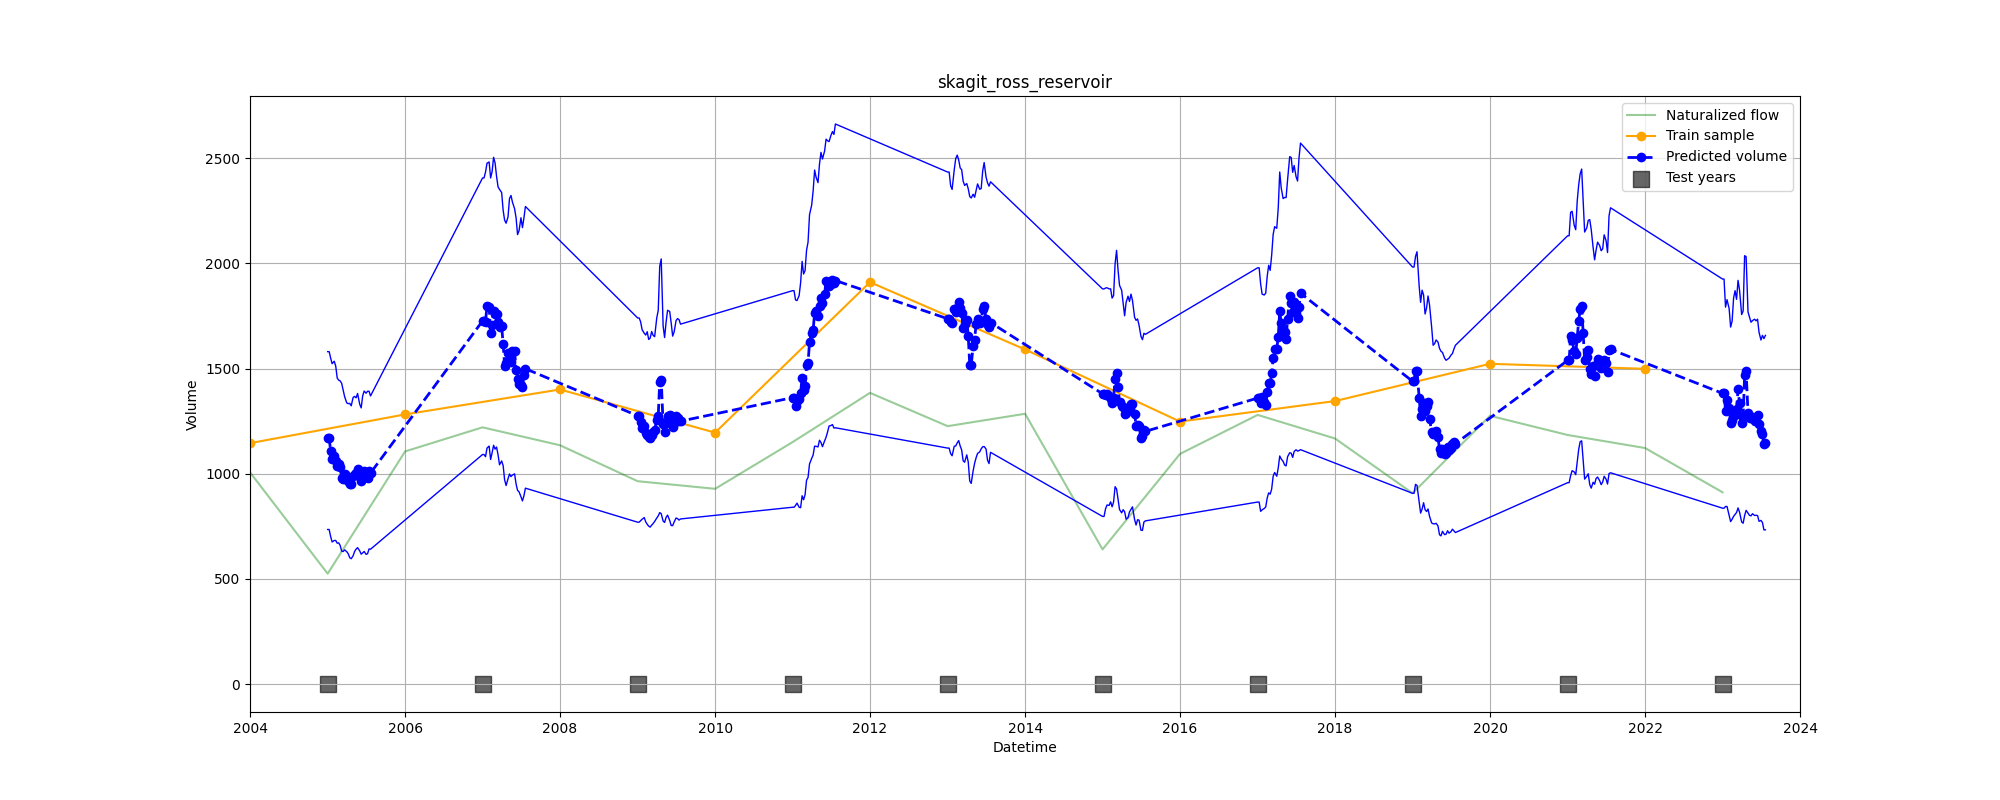 skagit_ross_reservoir
Naturalized flow
Train sample
Predicted volume
Test years
2500
2000
1500
1000
500
0
Volume
2004 2006 2008 2010 2012 2014 2016 2018 2020 2022 2024
Datetime